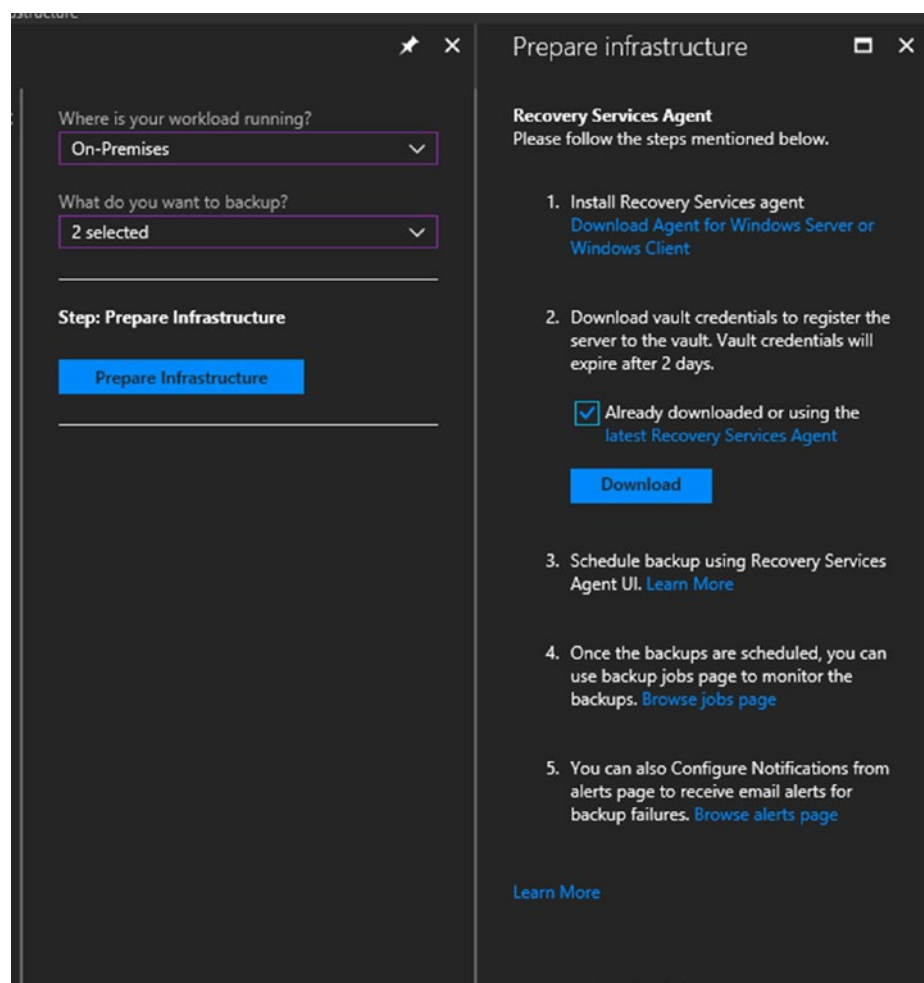 Where is your workload running?
On-Premises
What do you want to backup?
2 selected
Step: Prepare Infrastructure
Prepare Infrastructure
Prepare infrastructure
Recovery Services Agent
Please follow the steps mentioned below.
1. Install Recovery Services agent
Download Agent for Windows Server or
Windows Client
2. Download vault credentials to register the
server to the vault. Vault credentials will
expire after 2 days.
Already downloaded or using the
latest Recovery Services Agent
Download
3. Schedule backup using Recovery Services
Agent UI. Learn More
4. Once the backups are scheduled, you can
use backup jobs page to monitor the
backups. Browse jobs page
5. You can also Configure Notifications from
alerts page to receive email alerts for
backup failures. Browse alerts page
Learn More